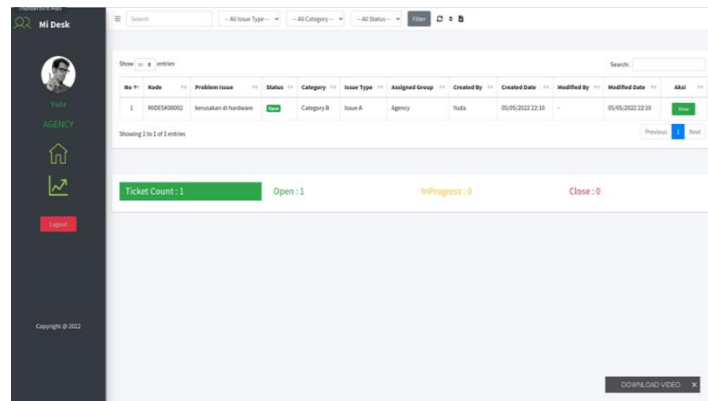 Thunderbird Mail
Mi Desk
Search
-- All Issue Type --
-- All Category --
-- All Status --
Filter
Yuda
AGENCY
Logout
Copyright @ 2022
Show 10 entries
Search:
No Kode Problem Issue Status Category Issue Type Assigned Group Created By Created Date Modified By Modified Date Aksi
1 MIDESK00002 kerusakan di hardware Open Category B Issue A Agency Yuda 05/05/2022 22:10 - 05/05/2022 22:10 View
Showing 1 to 1 of 1 entries
Previous 1 Next
Ticket Count : 1
Open : 1
InProgress : 0
Close : 0
DOWNLOAD VIDEO X